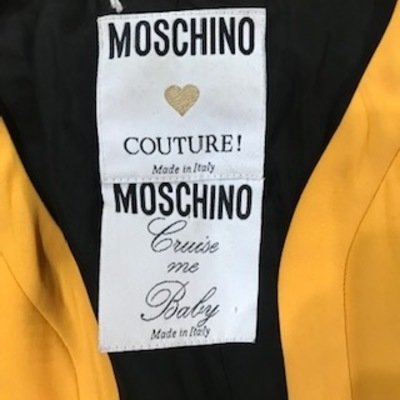 MOSCHINO
COUTURE!
Made in Italy
MOSCHINO
Cruise
me
Baby
Made in Italy